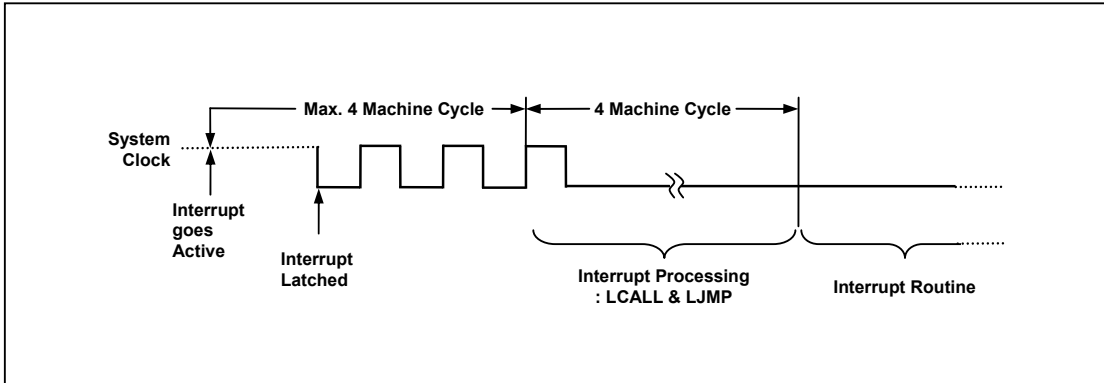 Max. 4 Machine Cycle
4 Machine Cycle
System
Clock
Interrupt
goes
Active
Interrupt
Latched
Interrupt Processing
: LCALL & LJMP
Interrupt Routine